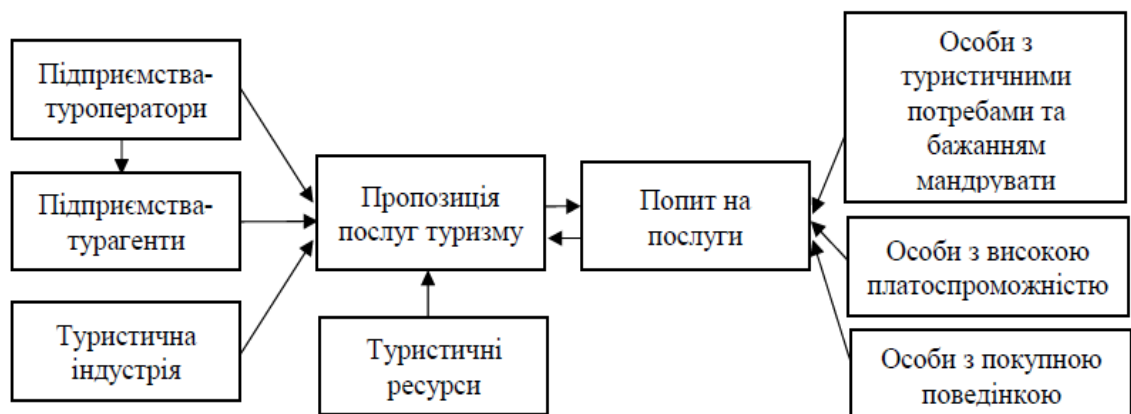 Підприємства-
туроператори
Підприємства-
турагенти
Туристична
індустрія
Пропозиція
послуг туризму
Туристичні
ресурси
Попит на
послуги
Особи з
туристичними
потребами та
бажанням
мандрувати
Особи з високою
платоспроможністю
Особи з покупною
поведінкою